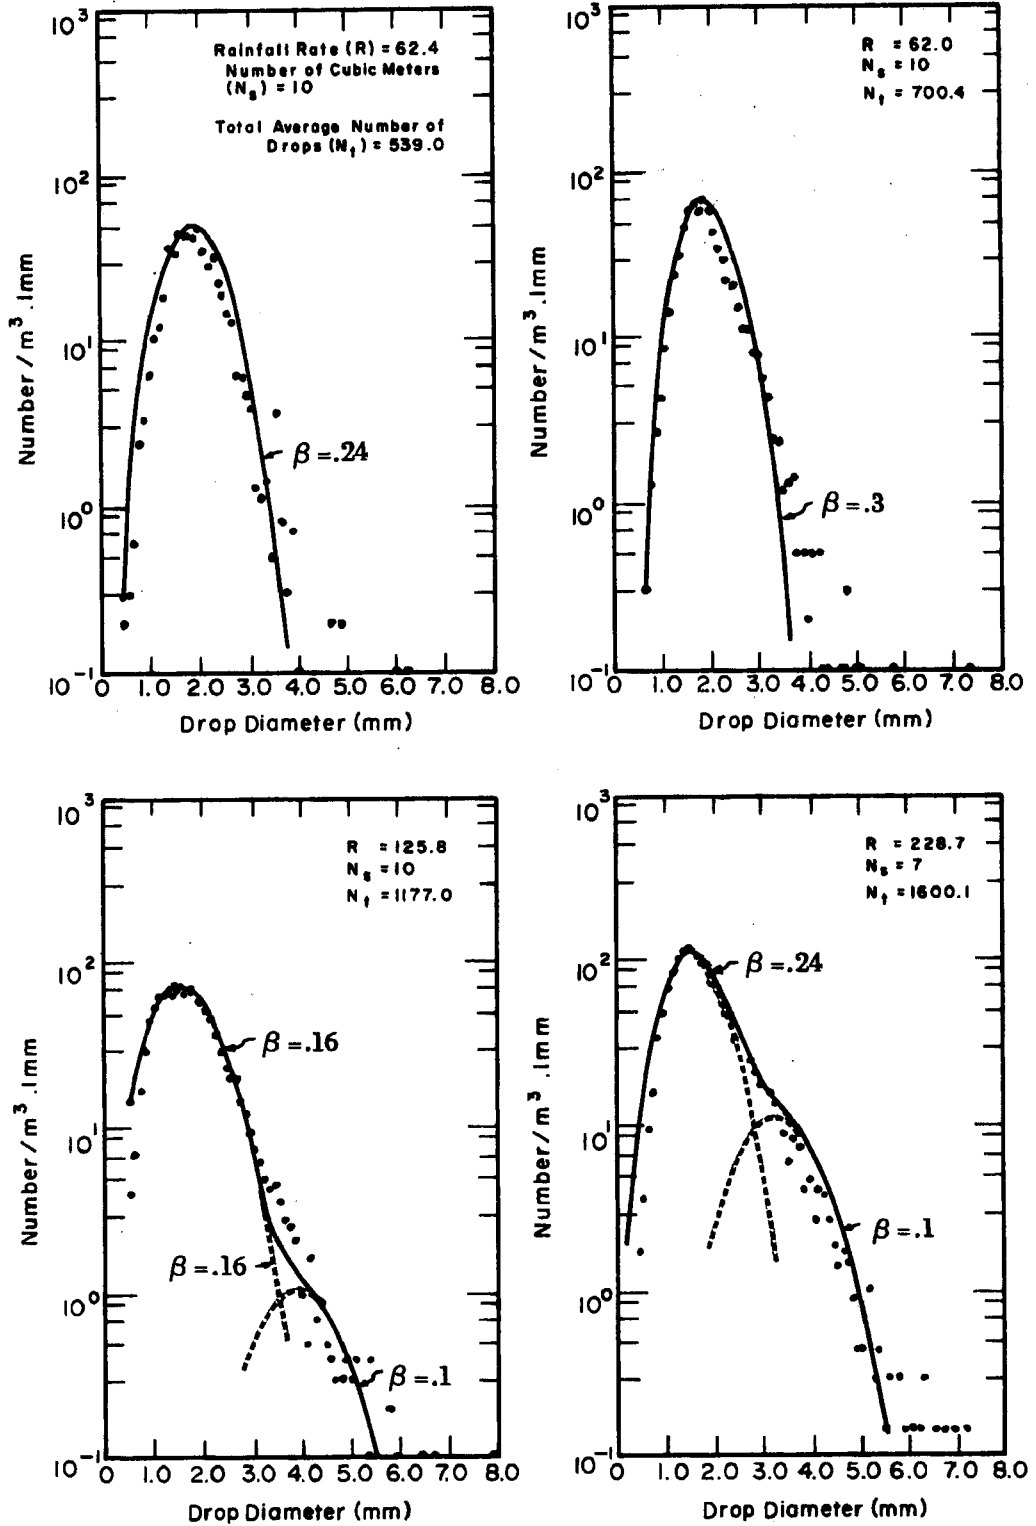 10³
Rainfall Rate (R) = 62.4
Number of Cubic Meters
(Nₛ) = 10
Total Average Number of
Drops (Nₜ) = 539.0
10²
Number / m³ .1mm
10¹
β = .24
10⁰
10⁻¹
0 1.0 2.0 3.0 4.0 5.0 6.0 7.0 8.0
Drop Diameter (mm)
10³
R = 62.0
Nₛ = 10
Nₜ = 700.4
10²
Number / m³ .1mm
10¹
β = .3
10⁰
10⁻¹
0 1.0 2.0 3.0 4.0 5.0 6.0 7.0 8.0
Drop Diameter (mm)
10³
R = 125.8
Nₛ = 10
Nₜ = 1177.0
10²
β = .16
Number / m³ .1mm
10¹
β = .16
10⁰
β = .1
10⁻¹
0 1.0 2.0 3.0 4.0 5.0 6.0 7.0 8.0
Drop Diameter (mm)
10³
R = 228.7
Nₛ = 7
Nₜ = 1600.1
10²
β = .24
Number / m³ .1mm
10¹
β = .1
10⁰
10⁻¹
0 1.0 2.0 3.0 4.0 5.0 6.0 7.0 8.0
Drop Diameter (mm)